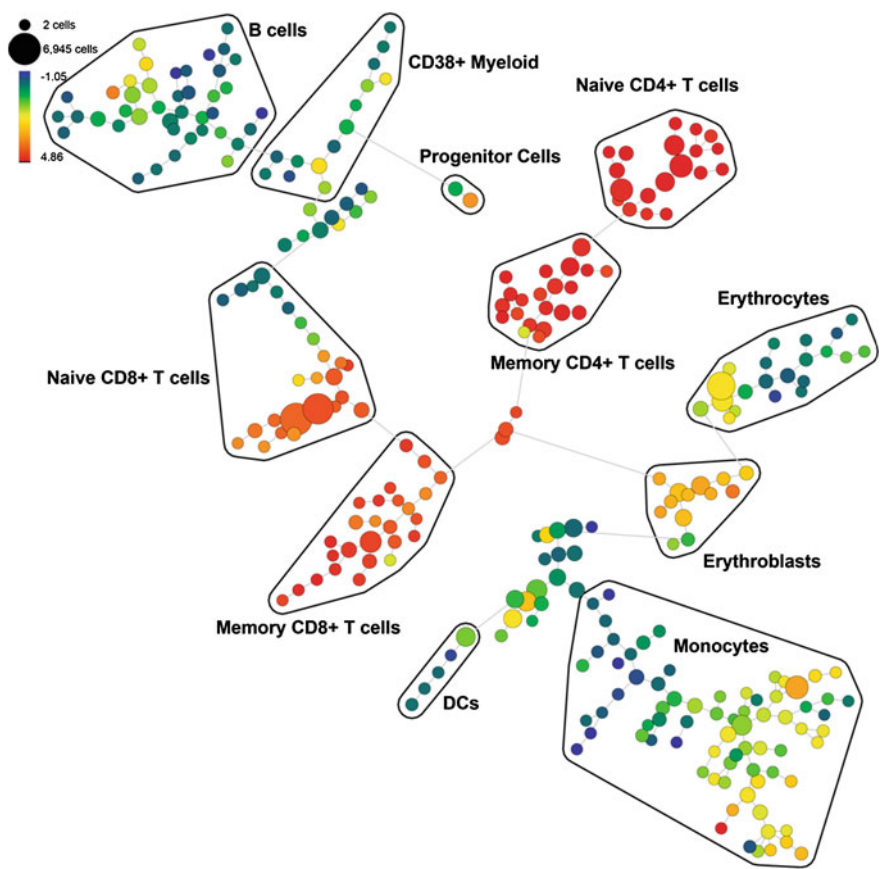 2 cells
B cells
6,945 cells
CD38+ Myeloid
-1.05
Naive CD4+ T cells
4.86
Progenitor Cells
Erythrocytes
Memory CD4+ T cells
Naive CD8+ T cells
Erythroblasts
Memory CD8+ T cells
Monocytes
DCs